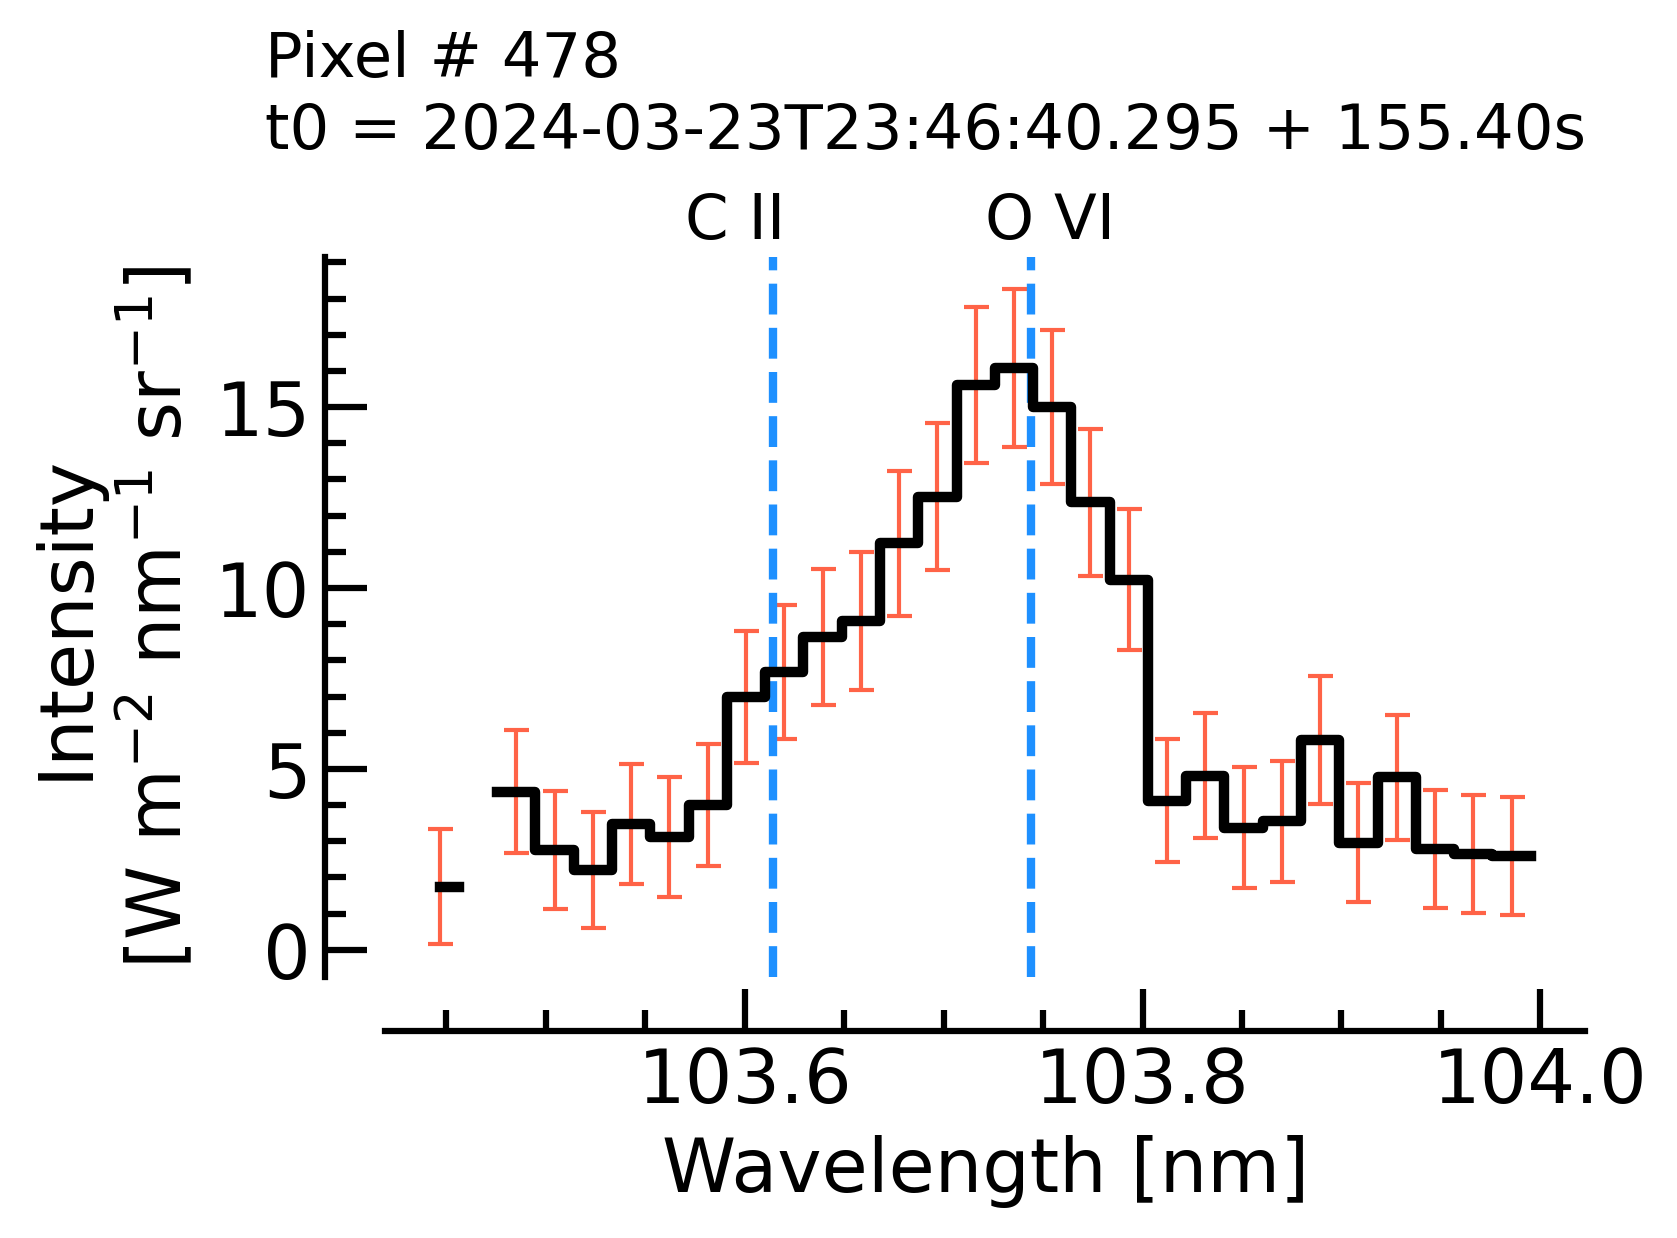 Pixel # 478
t0 = 2024-03-23T23:46:40.295 + 155.40s
C II
O VI
Intensity
[W m⁻² nm⁻¹ sr⁻¹]
15
10
5
0
103.6
103.8
104.0
Wavelength [nm]